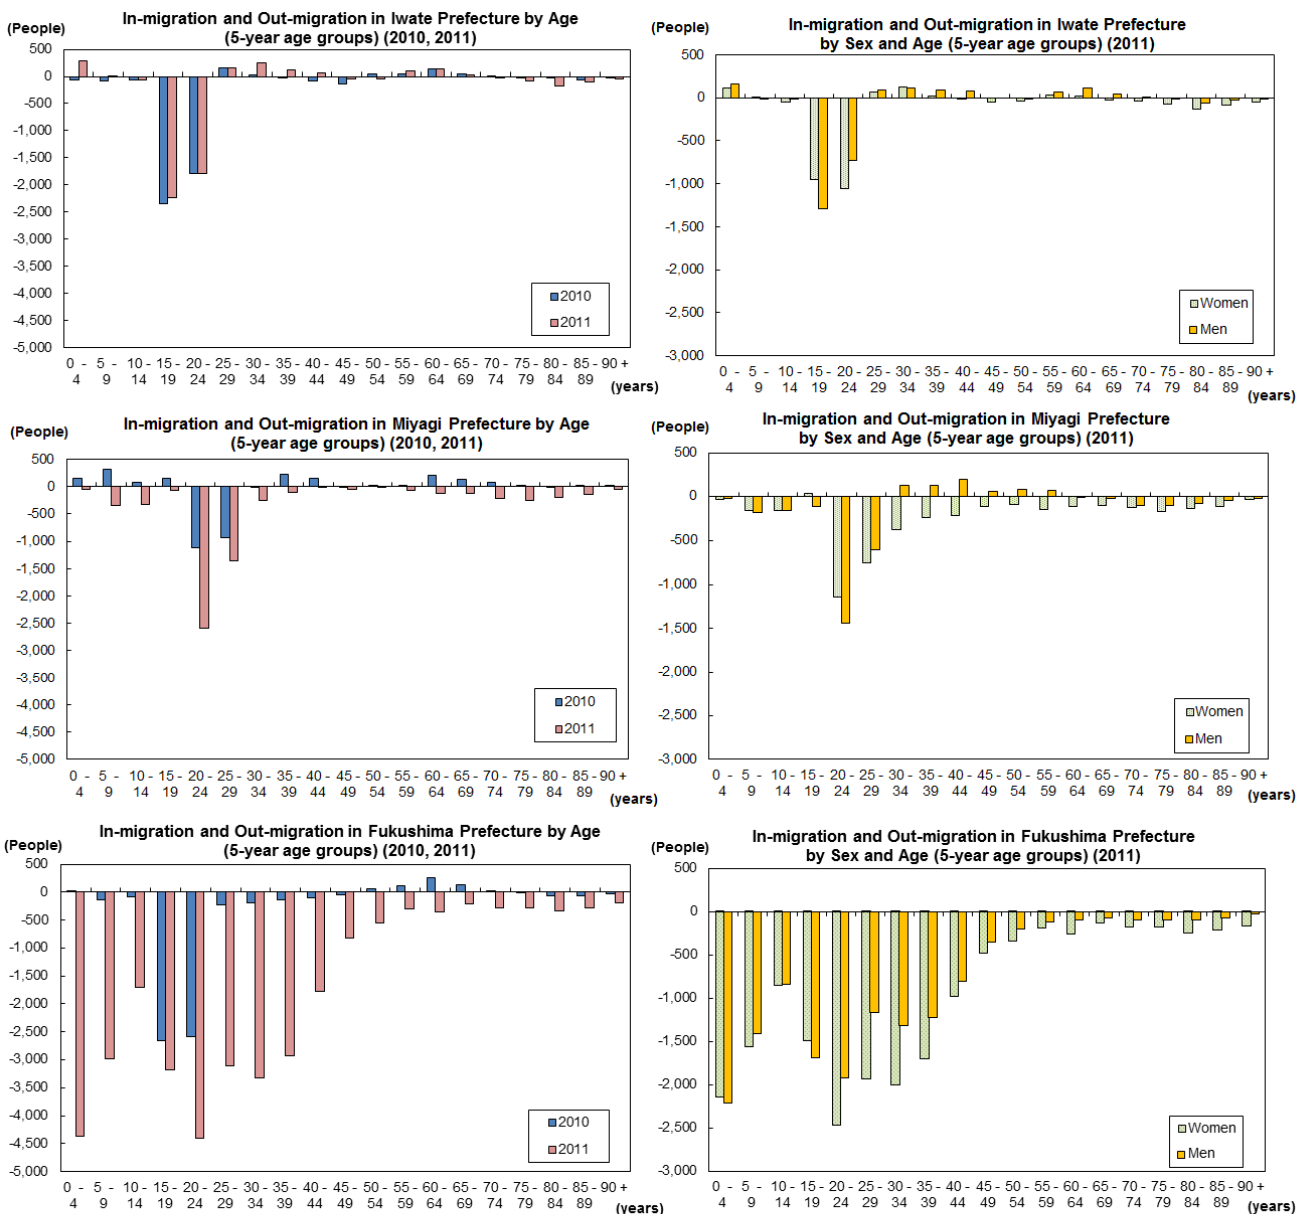 In-migration and Out-migration in Iwate Prefecture by Age
(5-year age groups) (2010, 2011)
(People)
500
0
-500
-1,000
-1,500
-2,000
-2,500
-3,000
-3,500
-4,000
-4,500
-5,000
2010
2011
0 - 5 - 10 - 15 - 20 - 25 - 30 - 35 - 40 - 45 - 50 - 55 - 60 - 65 - 70 - 75 - 80 - 85 - 90 +
4 9 14 19 24 29 34 39 44 49 54 59 64 69 74 79 84 89
(years)
In-migration and Out-migration in Iwate Prefecture
by Sex and Age (5-year age groups) (2011)
(People)
500
0
-500
-1,000
-1,500
-2,000
-2,500
-3,000
Women
Men
0 - 5 - 10 - 15 - 20 - 25 - 30 - 35 - 40 - 45 - 50 - 55 - 60 - 65 - 70 - 75 - 80 - 85 - 90 +
4 9 14 19 24 29 34 39 44 49 54 59 64 69 74 79 84 89
(years)
In-migration and Out-migration in Miyagi Prefecture by Age
(5-year age groups) (2010, 2011)
(People)
500
0
-500
-1,000
-1,500
-2,000
-2,500
-3,000
-3,500
-4,000
-4,500
-5,000
2010
2011
0 - 5 - 10 - 15 - 20 - 25 - 30 - 35 - 40 - 45 - 50 - 55 - 60 - 65 - 70 - 75 - 80 - 85 - 90 +
4 9 14 19 24 29 34 39 44 49 54 59 64 69 74 79 84 89
(years)
In-migration and Out-migration in Miyagi Prefecture
by Sex and Age (5-year age groups) (2011)
(People)
500
0
-500
-1,000
-1,500
-2,000
-2,500
-3,000
Women
Men
0 - 5 - 10 - 15 - 20 - 25 - 30 - 35 - 40 - 45 - 50 - 55 - 60 - 65 - 70 - 75 - 80 - 85 - 90 +
4 9 14 19 24 29 34 39 44 49 54 59 64 69 74 79 84 89
(years)
In-migration and Out-migration in Fukushima Prefecture by Age
(5-year age groups) (2010, 2011)
(People)
500
0
-500
-1,000
-1,500
-2,000
-2,500
-3,000
-3,500
-4,000
-4,500
-5,000
2010
2011
0 - 5 - 10 - 15 - 20 - 25 - 30 - 35 - 40 - 45 - 50 - 55 - 60 - 65 - 70 - 75 - 80 - 85 - 90 +
4 9 14 19 24 29 34 39 44 49 54 59 64 69 74 79 84 89
(years)
In-migration and Out-migration in Fukushima Prefecture
by Sex and Age (5-year age groups) (2011)
(People)
500
0
-500
-1,000
-1,500
-2,000
-2,500
-3,000
Women
Men
0 - 5 - 10 - 15 - 20 - 25 - 30 - 35 - 40 - 45 - 50 - 55 - 60 - 65 - 70 - 75 - 80 - 85 - 90 +
4 9 14 19 24 29 34 39 44 49 54 59 64 69 74 79 84 89
(years)